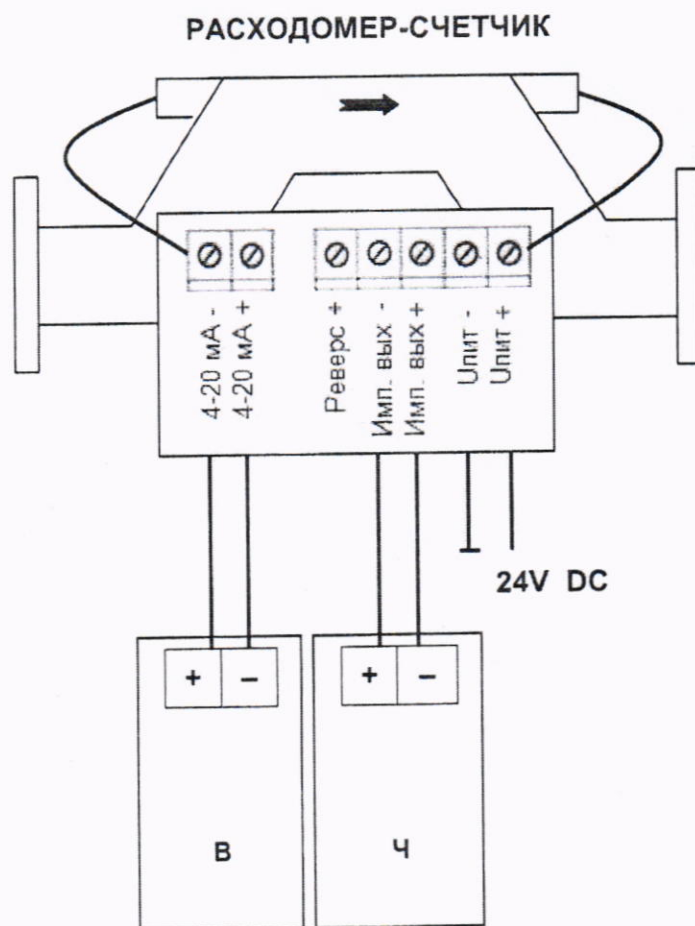 РАСХОДОМЕР-СЧЕТЧИК
4-20 мА -
4-20 мА +
Реверс +
Имп. вых -
Имп. вых +
Uпит -
Uпит +
24V DC
+ –
+ –
В
Ч